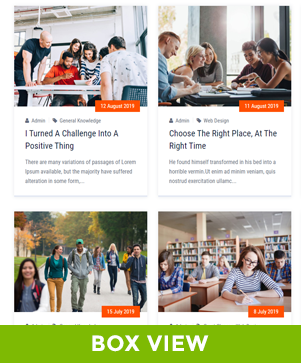 12 August 2019
Admin General Knowledge
I Turned A Challenge Into A
Positive Thing
There are many variations of passages of Lorem
Ipsum available, but the majority have suffered
alteration in some form,...
11 August 2019
Admin Web Design
Choose The Right Place, At The
Right Time
He found himself transformed in his bed into a
horrible vermin.Ut enim ad minim veniam, quis
nostrud exercitation ullamc...
15 July 2019
8 July 2019
BOX VIEW